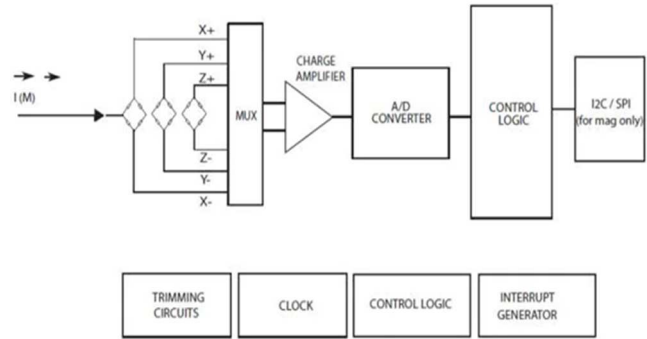 X+
Y+
Z+
I (M)
MUX
Z-
Y-
X-
CHARGE
AMPLIFIER
A/D
CONVERTER
CONTROL
LOGIC
I2C / SPI
(for mag only)
TRIMMING
CIRCUITS
CLOCK
CONTROL LOGIC
INTERRUPT
GENERATOR